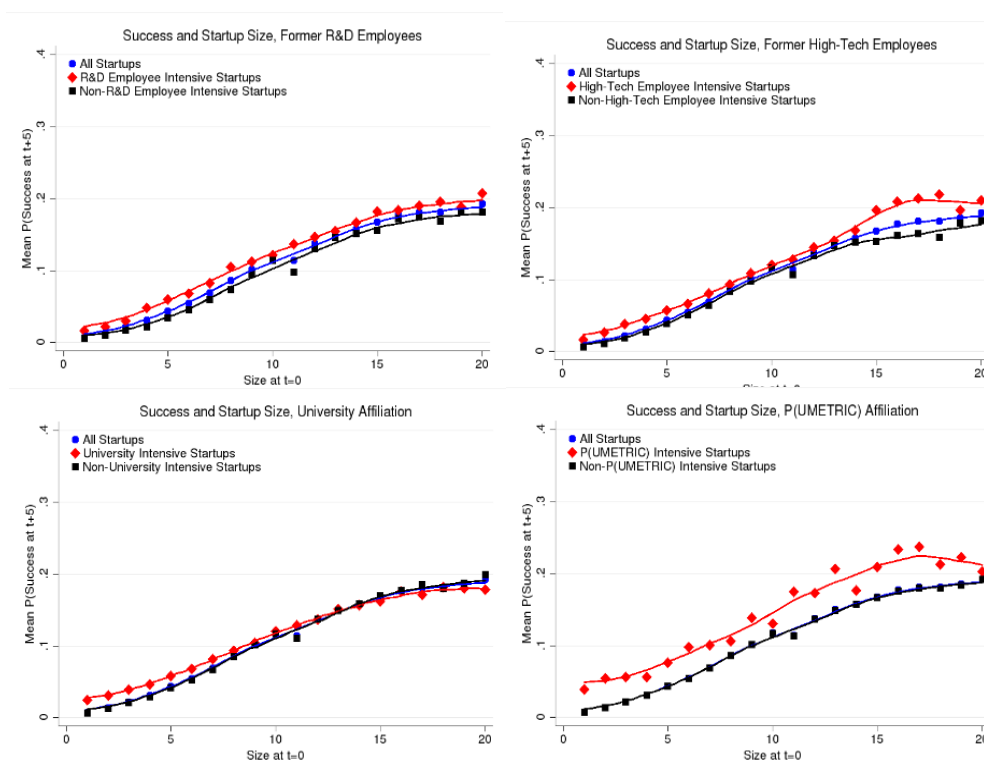 Success and Startup Size, Former R&D Employees
.4
All Startups
R&D Employee Intensive Startups
Non-R&D Employee Intensive Startups
.3
Mean P(Success at t+5)
.2
.1
0
0 5 10 15 20
Size at t=0
Success and Startup Size, Former High-Tech Employees
.4
All Startups
High-Tech Employee Intensive Startups
Non-High-Tech Employee Intensive Startups
.3
Mean P(Success at t+5)
.2
.1
0
0 5 10 15 20
Size at t=0
Success and Startup Size, University Affiliation
.4
All Startups
University Intensive Startups
Non-University Intensive Startups
.3
Mean P(Success at t+5)
.2
.1
0
0 5 10 15 20
Size at t=0
Success and Startup Size, P(UMETRIC) Affiliation
.4
All Startups
P(UMETRIC) Intensive Startups
Non-P(UMETRIC) Intensive Startups
.3
Mean P(Success at t+5)
.2
.1
0
0 5 10 15 20
Size at t=0